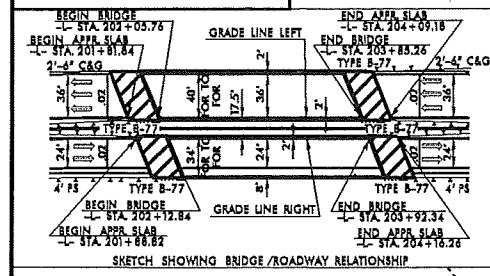 BEGIN BRIDGE
-L- STA. 202+05.76
BEGIN APPR. SLAB
-L- STA. 201+81.84
2'-6" C&G
GRADE LINE LEFT
2'
END APPR. SLAB
-L- STA. 204+09.18
END BRIDGE
-L- STA. 203+85.26
TYPE B-77
2'-6" C&G
36'
.02
40'
FOR TO FOR
17.5'
36'
2'
.02
36'
TYPE B-77
TYPE B-77
24'
.02
34'
FOR TO FOR
24'
2'
.02
24'
4' PS
TYPE B-77
8'
TYPE B-77
4' PS
BEGIN BRIDGE
-L- STA. 202+12.84
GRADE LINE RIGHT
END BRIDGE
-L- STA. 203+92.34
BEGIN APPR. SLAB
-L- STA. 201+88.82
END APPR. SLAB
-L- STA. 204+16.26
SKETCH SHOWING BRIDGE/ROADWAY RELATIONSHIP